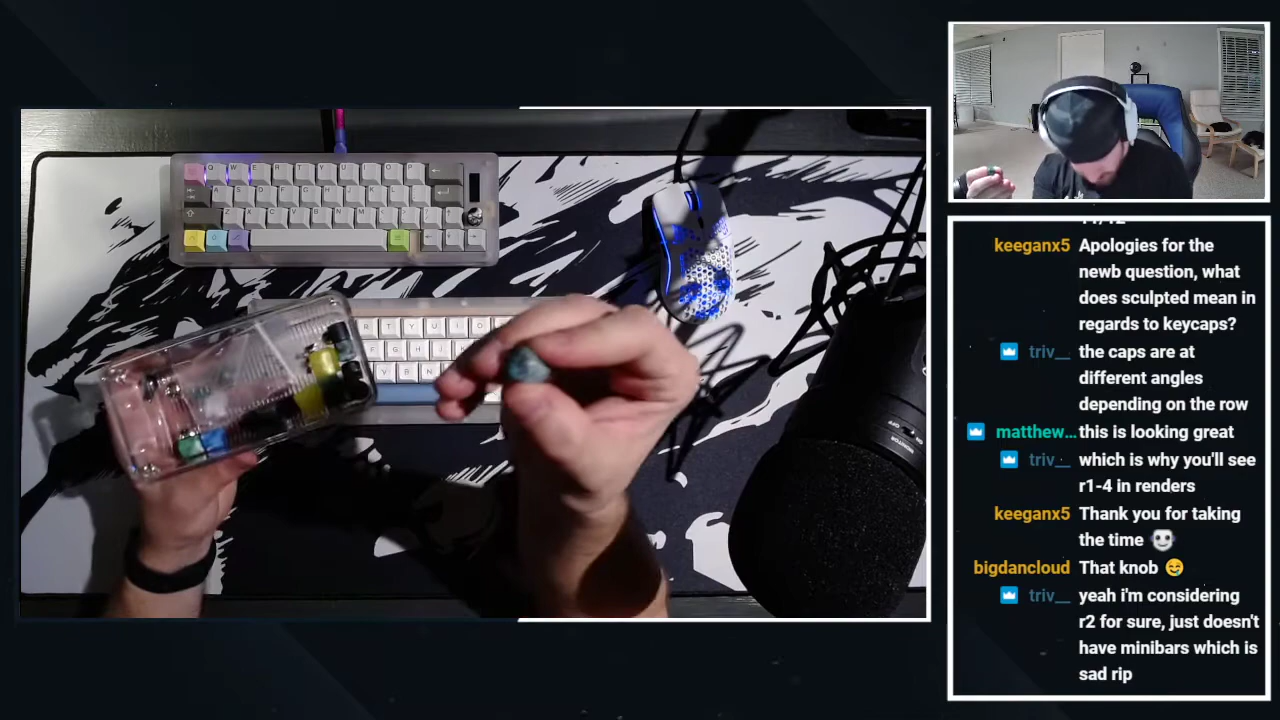 keeganx5 Apologies for the
newb question, what
does sculpted mean in
regards to keycaps?
triv__ the caps are at
different angles
depending on the row
matthew... this is looking great
triv__ which is why you'll see
r1-4 in renders
keeganx5 Thank you for taking
the time
bigdancloud That knob
triv__ yeah i'm considering
r2 for sure, just doesn't
have minibars which is
sad rip
MONITOR
Q W E R T Y U I O P
A S D F G H J K L
R T Y U I O
F G H J
V B N M